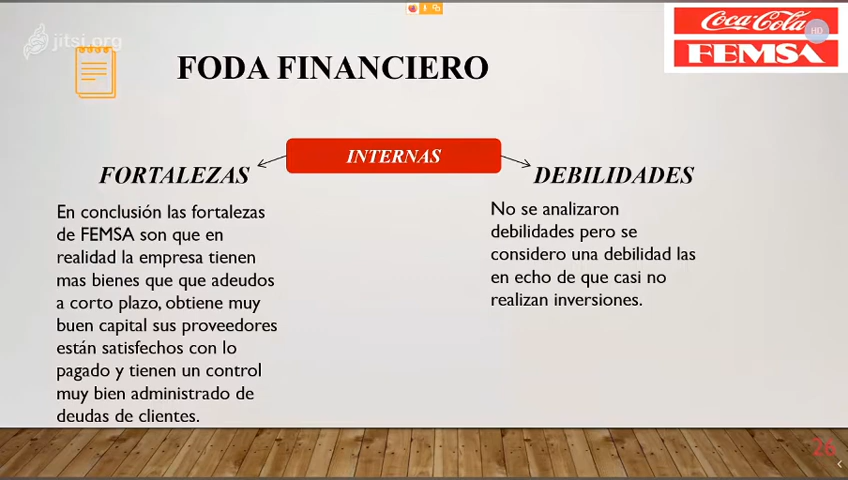 jitsi.org
Coca-Cola
HD
FEMSA
FODA FINANCIERO
INTERNAS
FORTALEZAS
En conclusión las fortalezas
de FEMSA son que en
realidad la empresa tienen
mas bienes que que adeudos
a corto plazo, obtiene muy
buen capital sus proveedores
están satisfechos con lo
pagado y tienen un control
muy bien administrado de
deudas de clientes.
DEBILIDADES
No se analizaron
debilidades pero se
considero una debilidad las
en echo de que casi no
realizan inversiones.
26